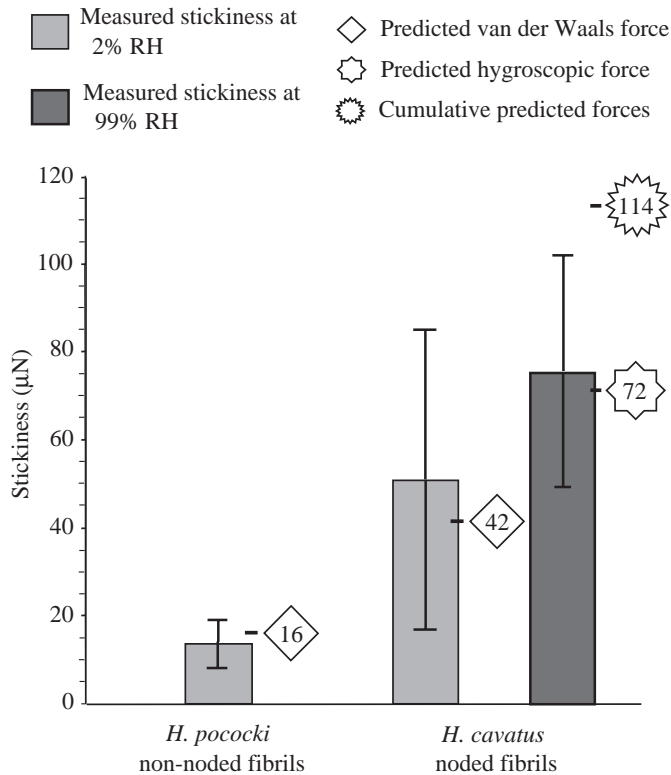 Measured stickiness at
2% RH
Measured stickiness at
99% RH
Predicted van der Waals force
Predicted hygroscopic force
Cumulative predicted forces
Stickiness (µN)
120
100
80
60
40
20
0
16
42
114
72
H. pococki
non-noded fibrils
H. cavatus
noded fibrils